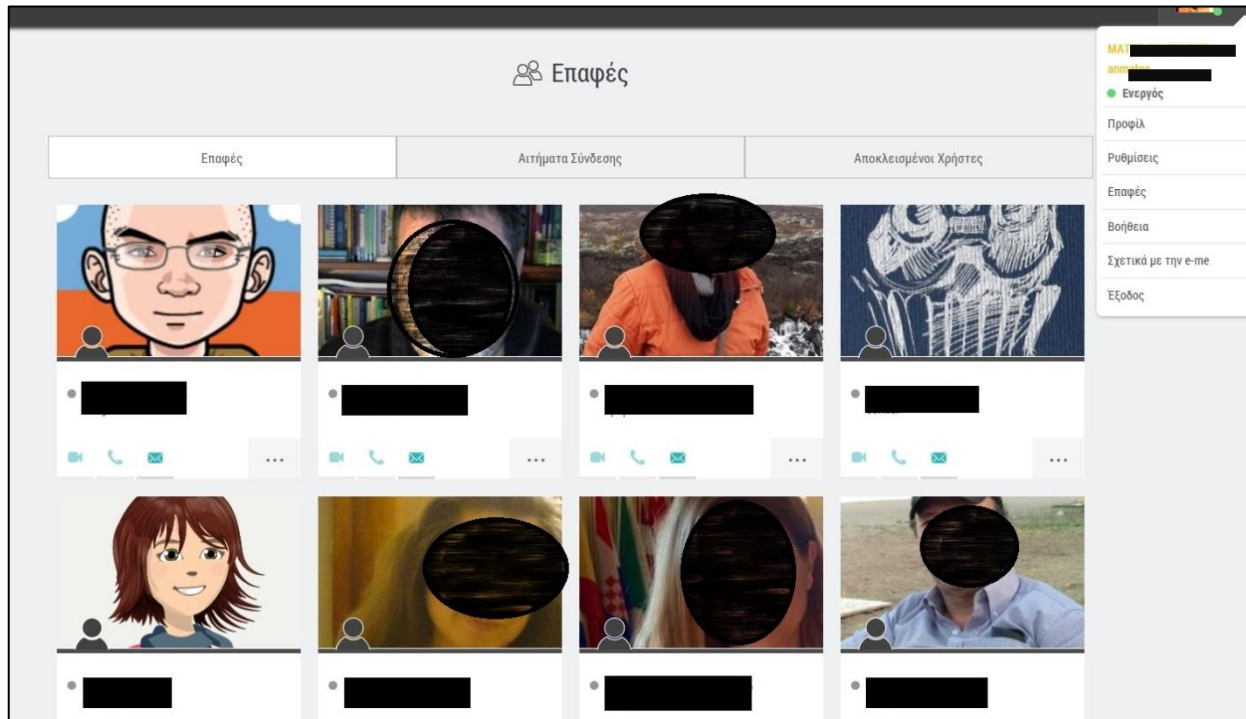 Επαφές
Επαφές
Αιτήματα Σύνδεσης
Αποκλεισμένοι Χρήστες
Ενεργός
Προφίλ
Ρυθμίσεις
Επαφές
Βοήθεια
Σχετικά με την e-me
Έξοδος